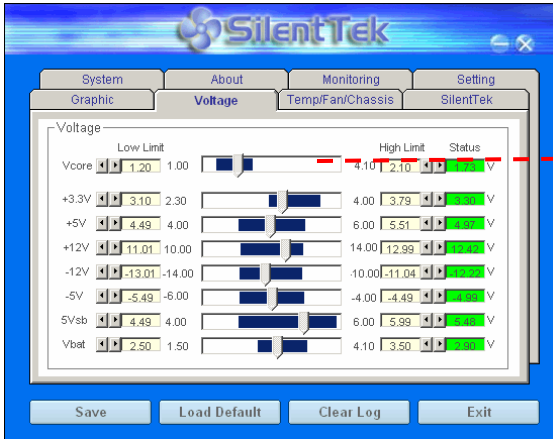 SilentTek
System About Monitoring Setting
Graphic Voltage Temp/Fan/Chassis SilentTek
Voltage
Low Limit High Limit Status
Vcore 1.20 1.00 4.10 2.10 1.73 V
+3.3V 3.10 2.30 4.00 3.79 3.30 V
+5V 4.49 4.00 6.00 5.51 4.97 V
+12V 11.01 10.00 14.00 12.99 12.42 V
-12V -13.01 -14.00 -10.00 -11.04 -12.22 V
-5V -5.49 -6.00 -4.00 -4.49 -4.99 V
5Vsb 4.49 4.00 6.00 5.99 5.48 V
Vbat 2.50 1.50 4.10 3.50 2.90 V
Save Load Default Clear Log Exit